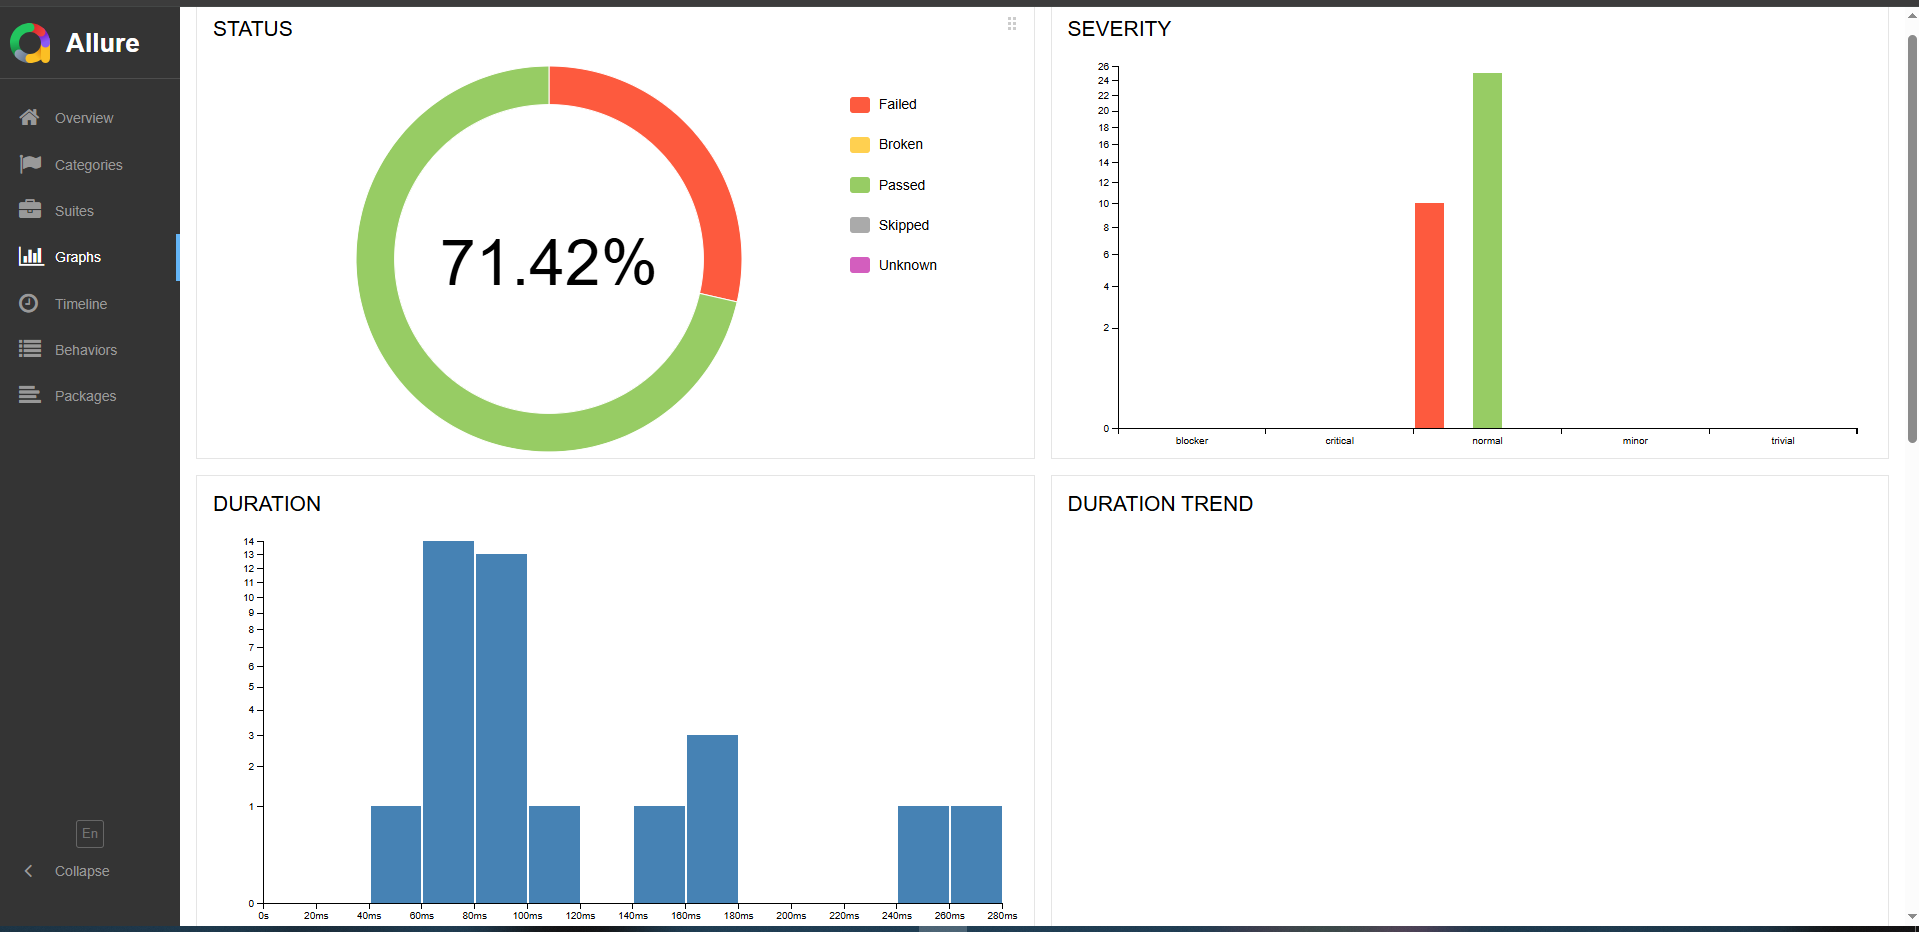 Allure
Overview
Categories
Suites
Graphs
Timeline
Behaviors
Packages
En
Collapse
STATUS
71.42%
Failed
Broken
Passed
Skipped
Unknown
SEVERITY
26
24
22
20
18
16
14
12
10
8
6
4
2
0
blocker critical normal minor trivial
DURATION
14
13
12
11
10
9
8
7
6
5
4
3
2
1
0
0s 20ms 40ms 60ms 80ms 100ms 120ms 140ms 160ms 180ms 200ms 220ms 240ms 260ms 280ms
DURATION TREND